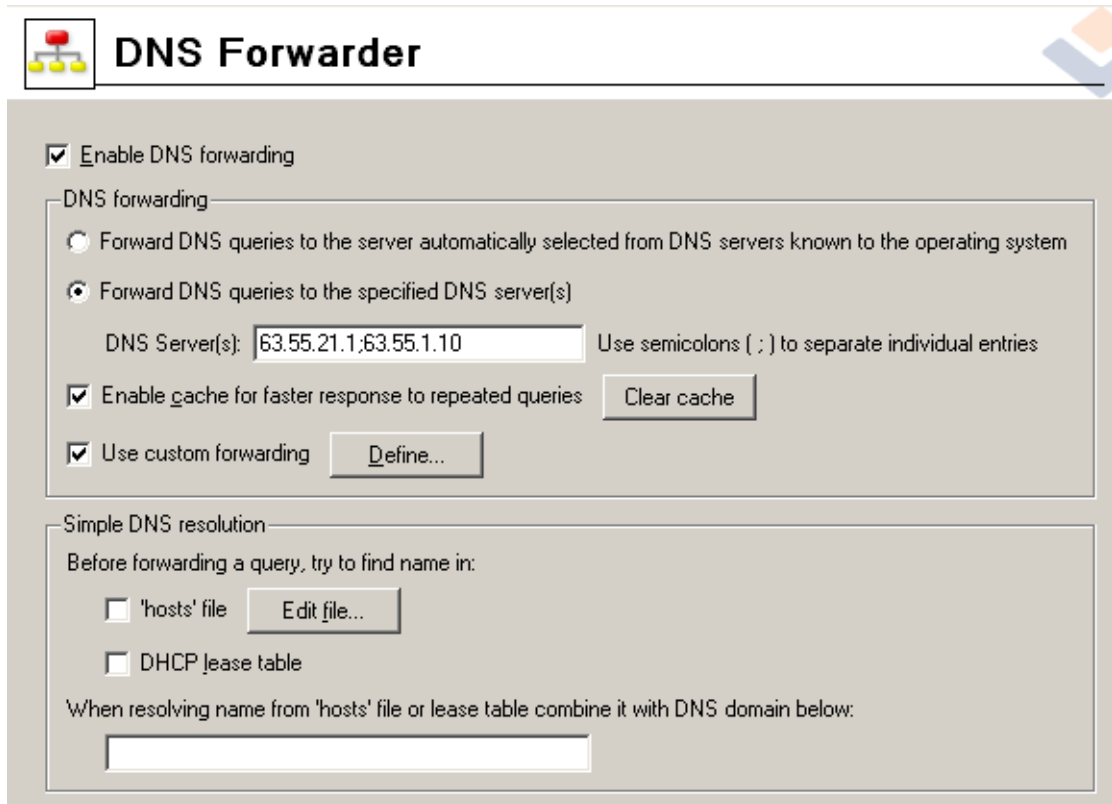 DNS Forwarder
Enable DNS forwarding
DNS forwarding
Forward DNS queries to the server automatically selected from DNS servers known to the operating system
Forward DNS queries to the specified DNS server(s)
DNS Server(s): 63.55.21.1;63.55.1.10 Use semicolons ( ; ) to separate individual entries
Enable cache for faster response to repeated queries Clear cache
Use custom forwarding Define...
Simple DNS resolution
Before forwarding a query, try to find name in:
'hosts' file Edit file...
DHCP lease table
When resolving name from 'hosts' file or lease table combine it with DNS domain below: